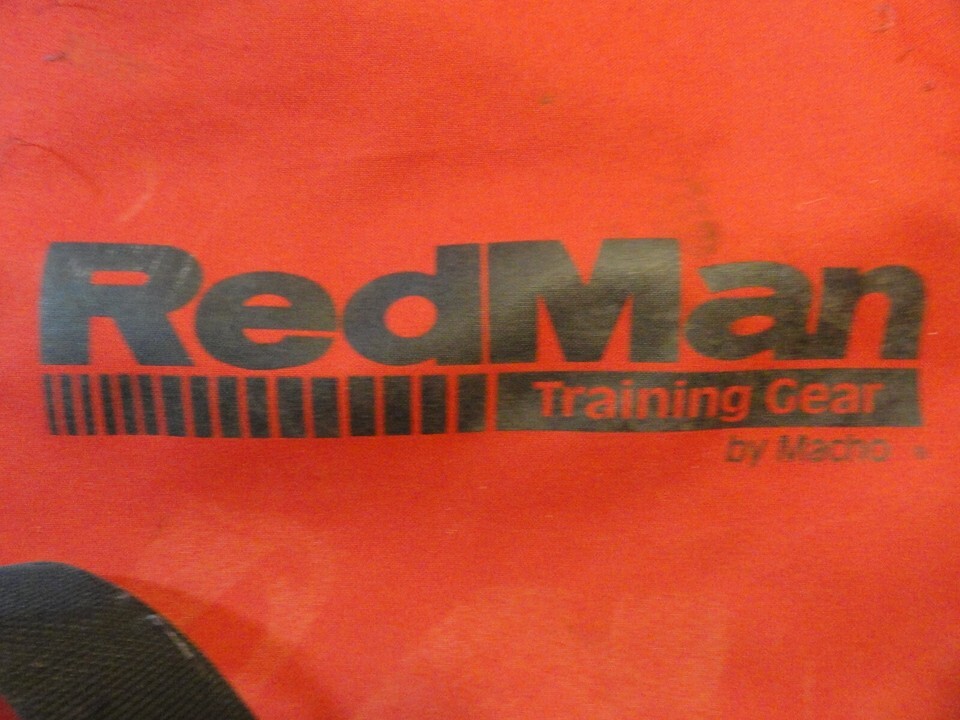 RedMan
Training Gear
by Macho